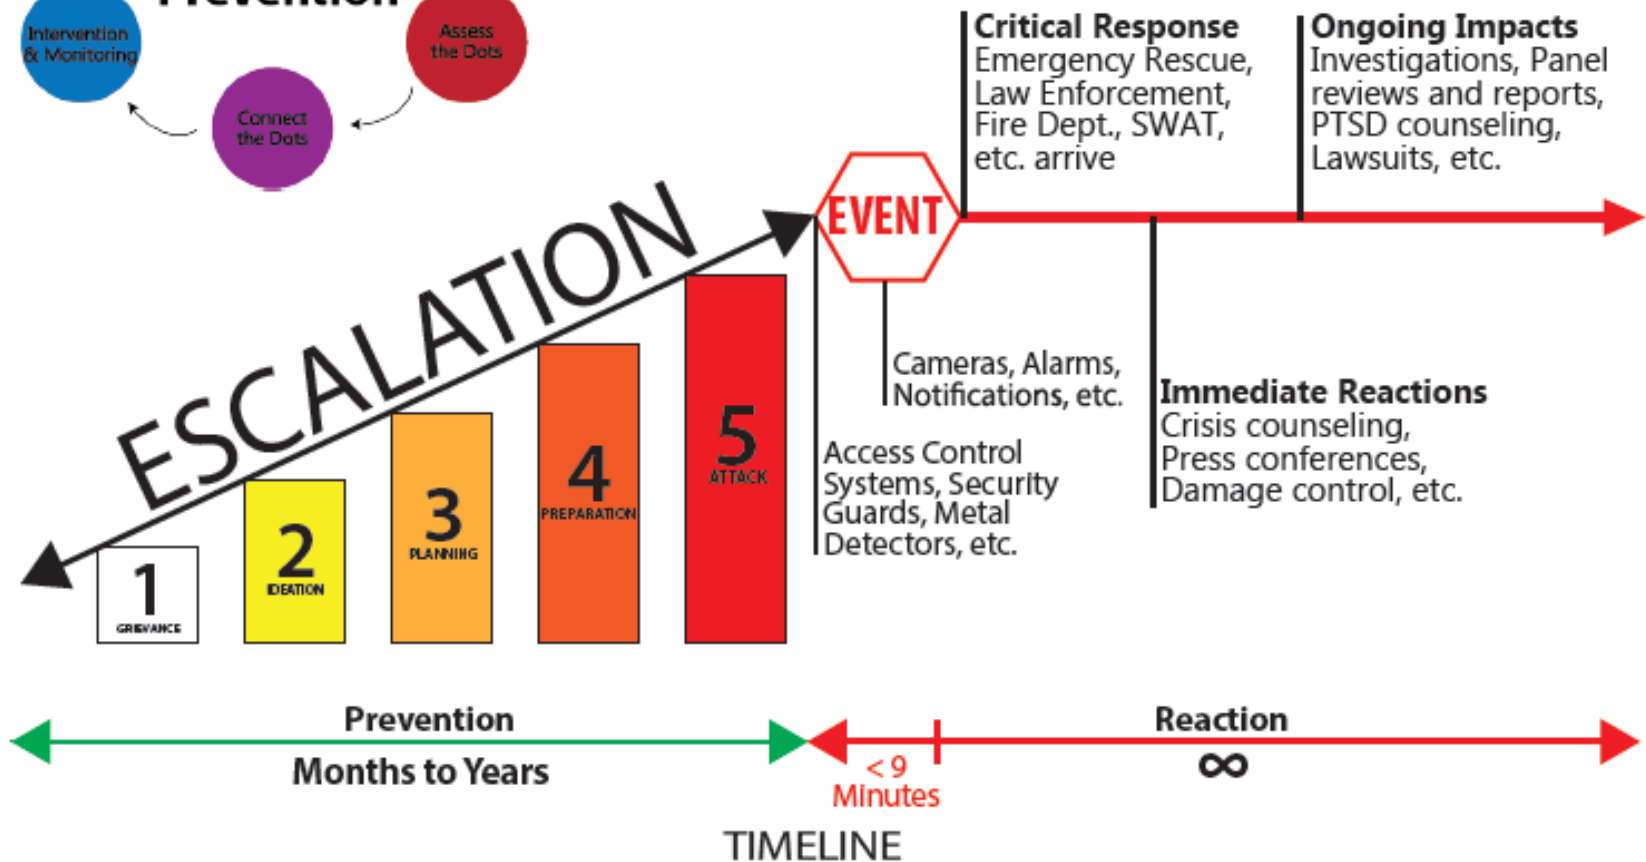 Prevention
Intervention
& Monitoring
Assess
the Dots
Connect
the Dots
ESCALATION
1
GRIEVANCE
2
IDEATION
3
PLANNING
4
PREPARATION
5
ATTACK
EVENT
Critical Response
Emergency Rescue,
Law Enforcement,
Fire Dept., SWAT,
etc. arrive
Ongoing Impacts
Investigations, Panel
reviews and reports,
PTSD counseling,
Lawsuits, etc.
Cameras, Alarms,
Notifications, etc.
Access Control
Systems, Security
Guards, Metal
Detectors, etc.
Immediate Reactions
Crisis counseling,
Press conferences,
Damage control, etc.
Prevention
Months to Years
< 9
Minutes
Reaction
∞
TIMELINE